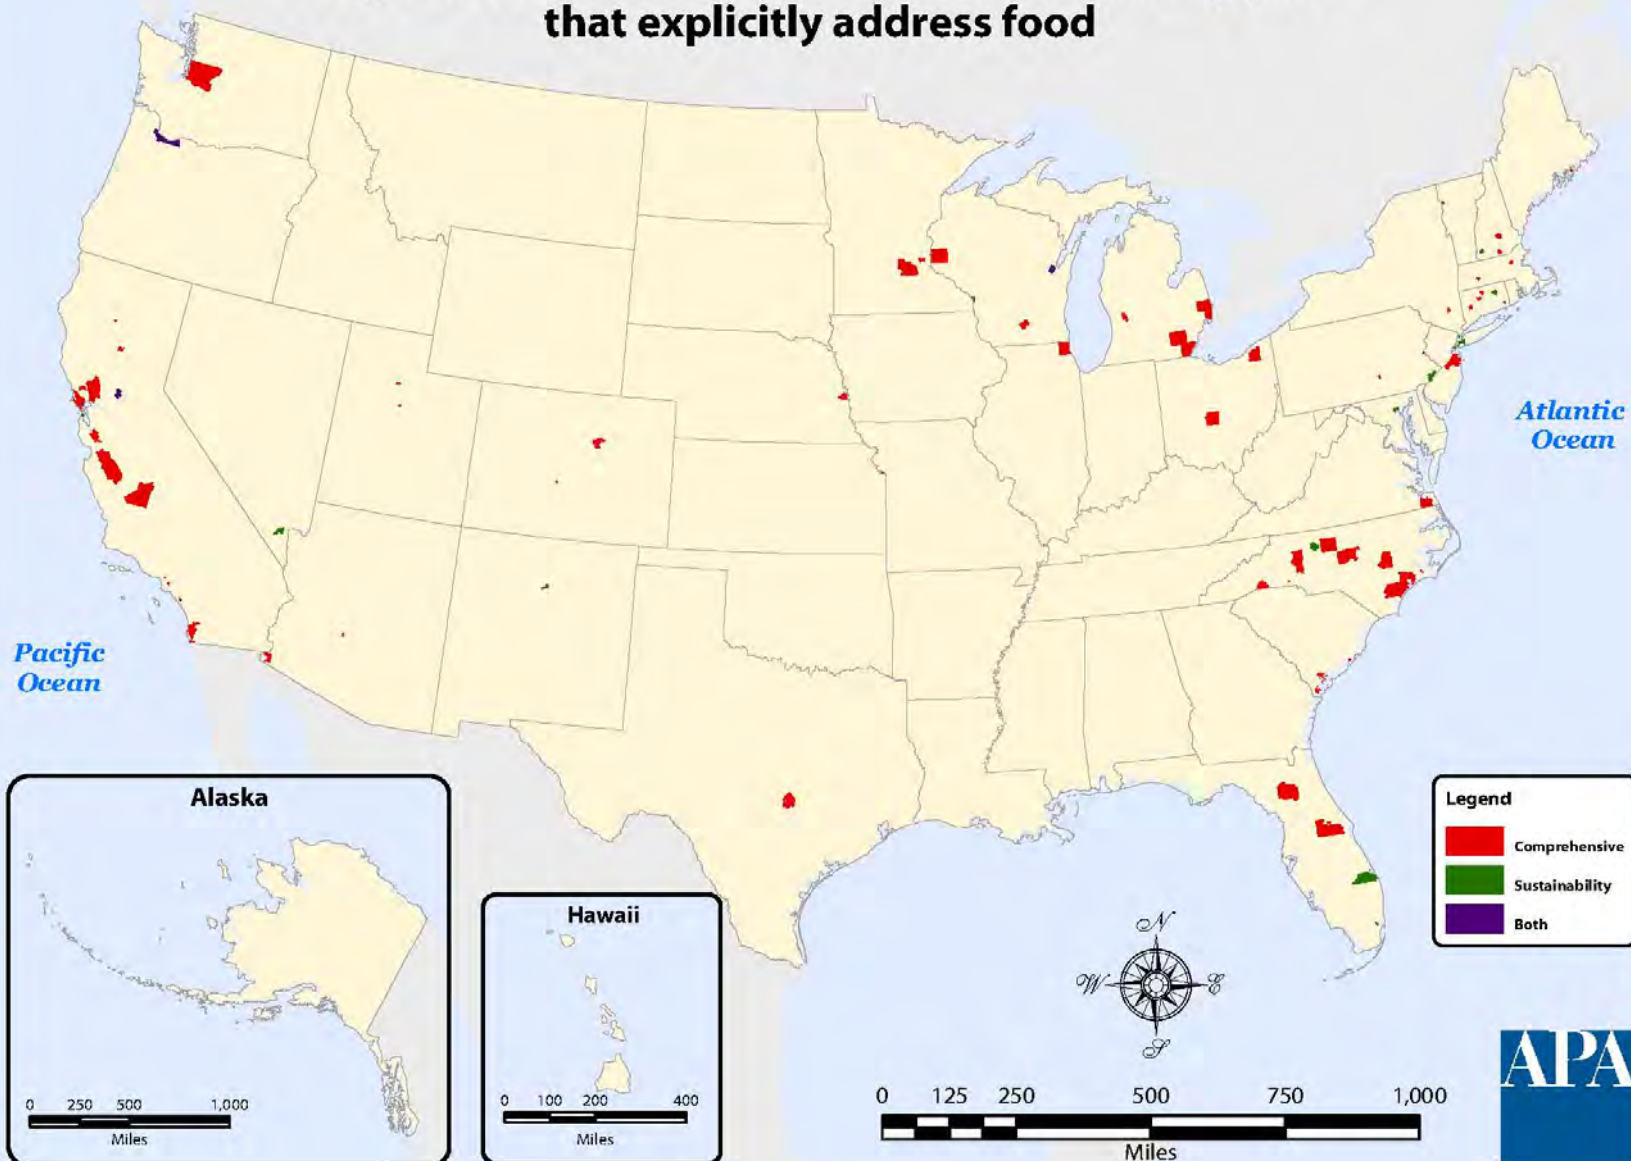 that explicitly address food
Atlantic
Ocean
Pacific
Ocean
Alaska
0 250 500 1,000
Miles
Hawaii
0 100 200 400
Miles
Legend
Comprehensive
Sustainability
Both
N
W E
S
0 125 250 500 750 1,000
Miles
APA